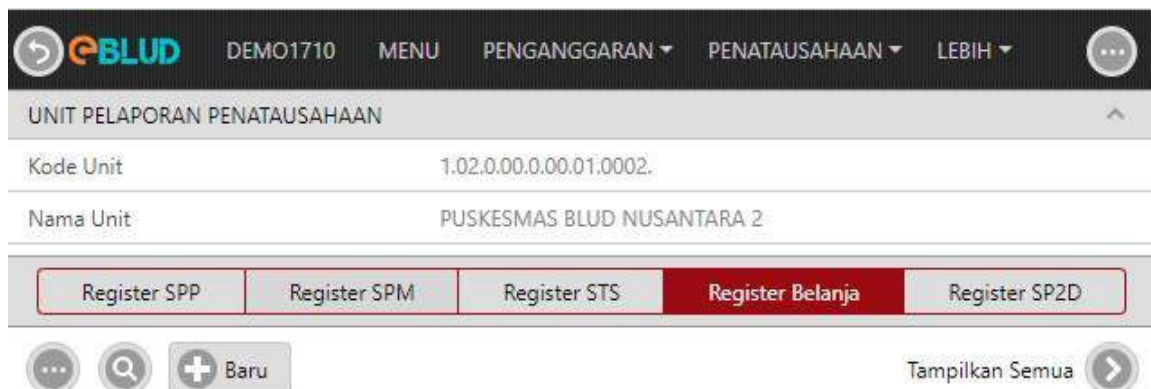 eBLUD DEMO1710 MENU PENGANGGARAN PENATAUSAHAAN LEBIH
UNIT PELAPORAN PENATAUSAHAAN
Kode Unit 1.02.0.00.0.00.01.0002.
Nama Unit PUSKESMAS BLUD NUSANTARA 2
Register SPP Register SPM Register STS Register Belanja Register SP2D
Baru Tampilkan Semua